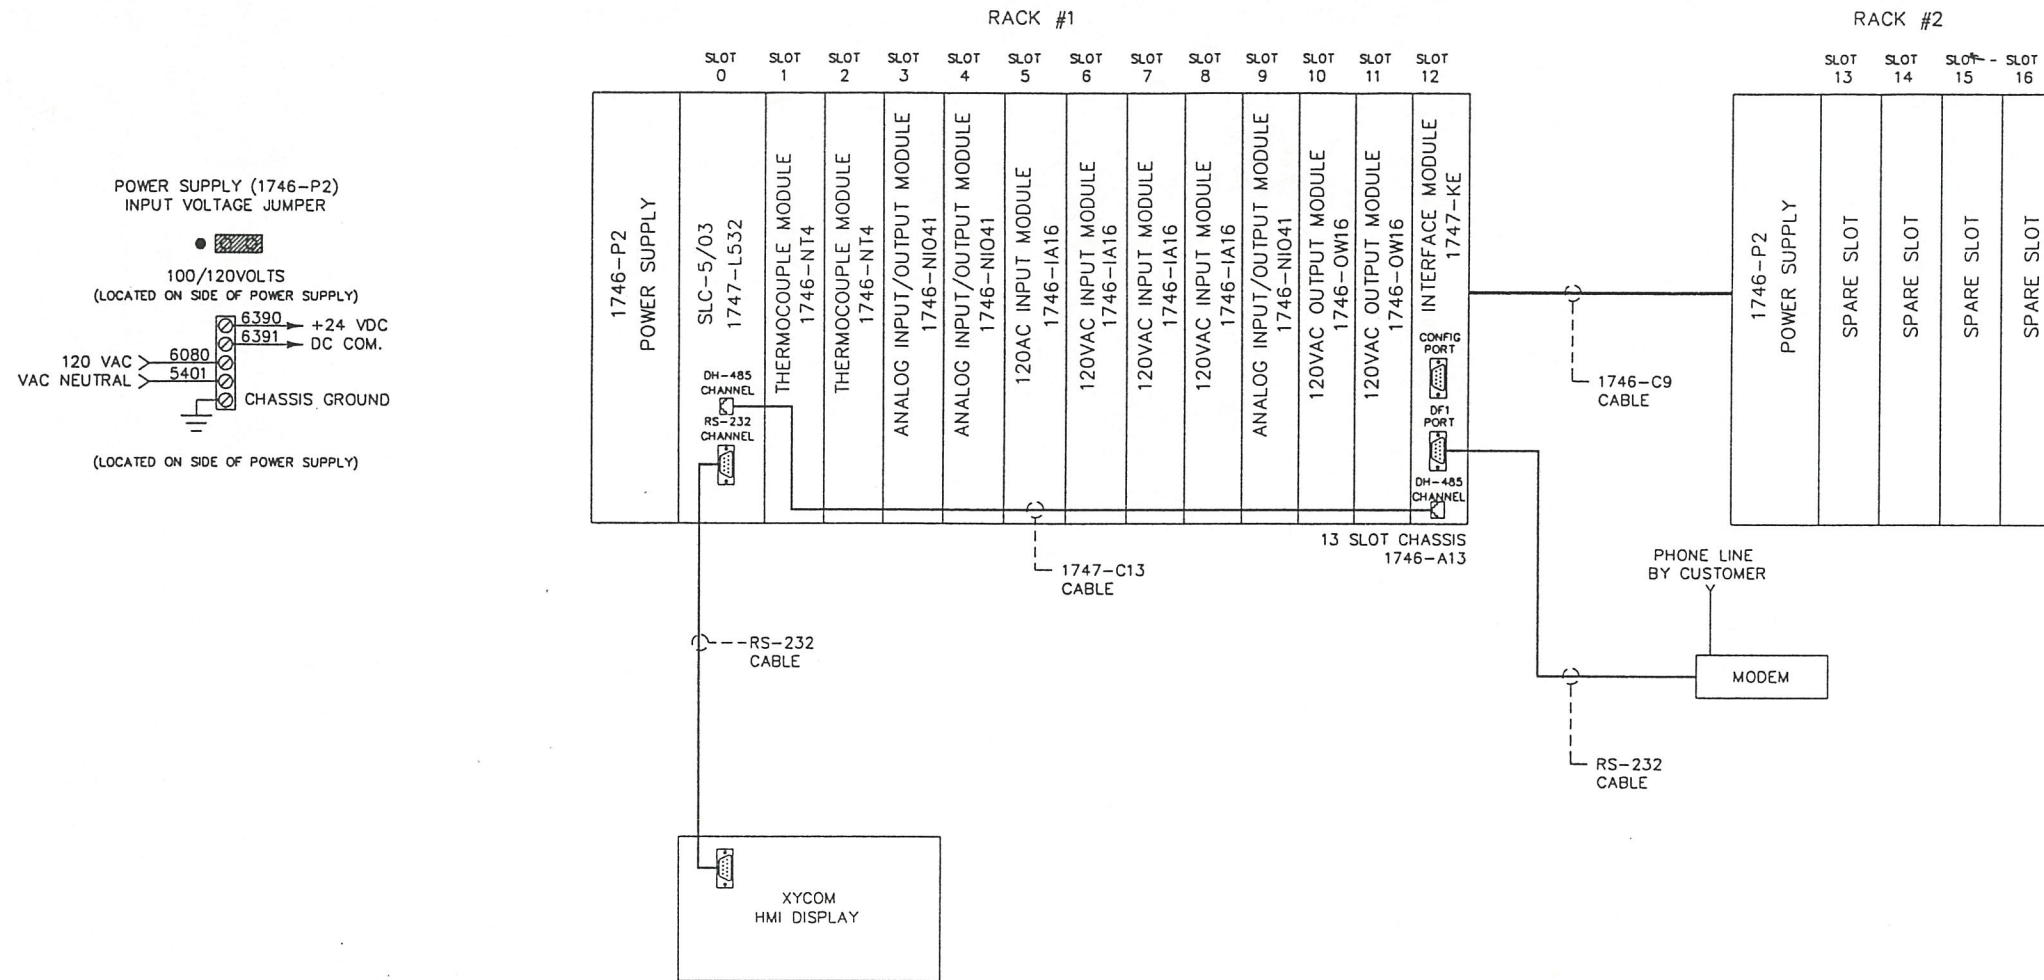 RACK #1
RACK #2
SLOT 0
SLOT 1
SLOT 2
SLOT 3
SLOT 4
SLOT 5
SLOT 6
SLOT 7
SLOT 8
SLOT 9
SLOT 10
SLOT 11
SLOT 12
SLOT 13
SLOT 14
SLOT 15
SLOT 16
POWER SUPPLY (1746-P2)
INPUT VOLTAGE JUMPER
100/120VOLTS
(LOCATED ON SIDE OF POWER SUPPLY)
6390 +24 VDC
6391 DC COM.
120 VAC 6080
VAC NEUTRAL 5401
CHASSIS GROUND
(LOCATED ON SIDE OF POWER SUPPLY)
1746-P2
POWER SUPPLY
SLC-5/03
1747-L532
DH-485
CHANNEL
RS-232
CHANNEL
THERMOCOUPLE MODULE
1746-NT4
THERMOCOUPLE MODULE
1746-NT4
ANALOG INPUT/OUTPUT MODULE
1746-NIO41
ANALOG INPUT/OUTPUT MODULE
1746-NIO41
120AC INPUT MODULE
1746-IA16
120VAC INPUT MODULE
1746-IA16
120VAC INPUT MODULE
1746-IA16
120VAC INPUT MODULE
1746-IA16
ANALOG INPUT/OUTPUT MODULE
1746-NIO41
120VAC OUTPUT MODULE
1746-OW16
120VAC OUTPUT MODULE
1746-OW16
INTERFACE MODULE
1747-KE
CONFIG
PORT
DF1
PORT
DH-485
CHANNEL
13 SLOT CHASSIS
1746-A13
1746-C9
CABLE
1746-P2
POWER SUPPLY
SPARE SLOT
SPARE SLOT
SPARE SLOT
SPARE SLOT
1747-C13
CABLE
PHONE LINE
BY CUSTOMER
MODEM
RS-232
CABLE
RS-232
CABLE
XYCOM
HMI DISPLAY